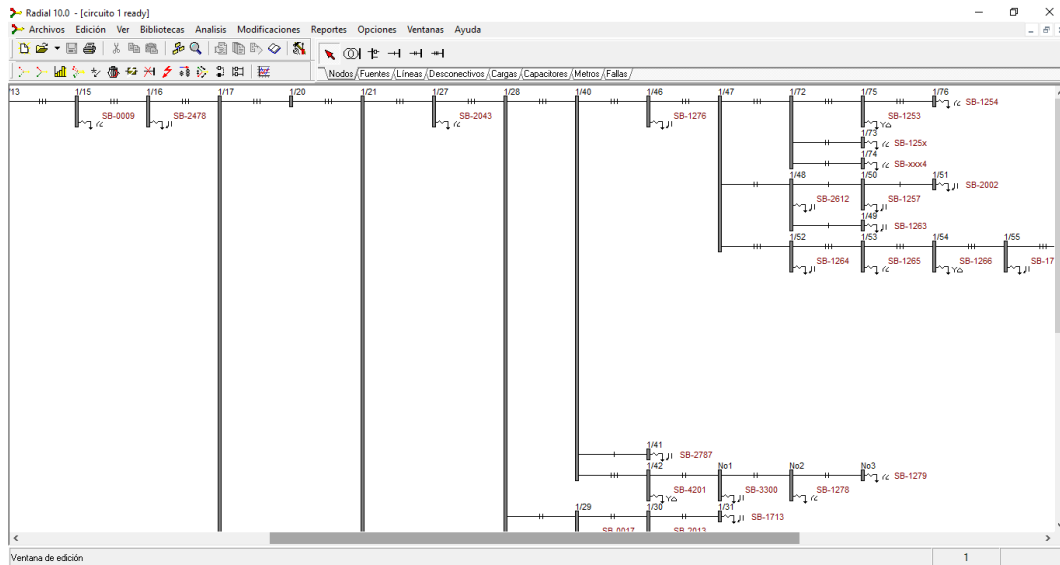 Radial 10.0 - [circuito 1 ready]
Archivos Edición Ver Bibliotecas Analisis Modificaciones Reportes Opciones Ventanas Ayuda
Nodos Fuentes Líneas Desconectivos Cargas Capacitores Metros Fallas
1/15 1/16 1/17 1/20 1/21 1/27 1/28 1/40 1/46 1/47 1/72 1/75 1/76
SB-1254
SB-0009 SB-2478 SB-2043 SB-1276 SB-1253
1/73
SB-125x
1/74
SB-xxx4
1/48 1/50 1/51
SB-2002
SB-2612 SB-1257
1/49
SB-1263
1/52 1/53 1/54 1/55
SB-1264 SB-1265 SB-1266 SB-17
1/41
SB-2787
1/42 No1 No2 No3
SB-1279
SB-4201 SB-3300 SB-1278
1/29 1/30 1/31
SB-1713
SB-0017 SB-2013
Ventana de edición 1